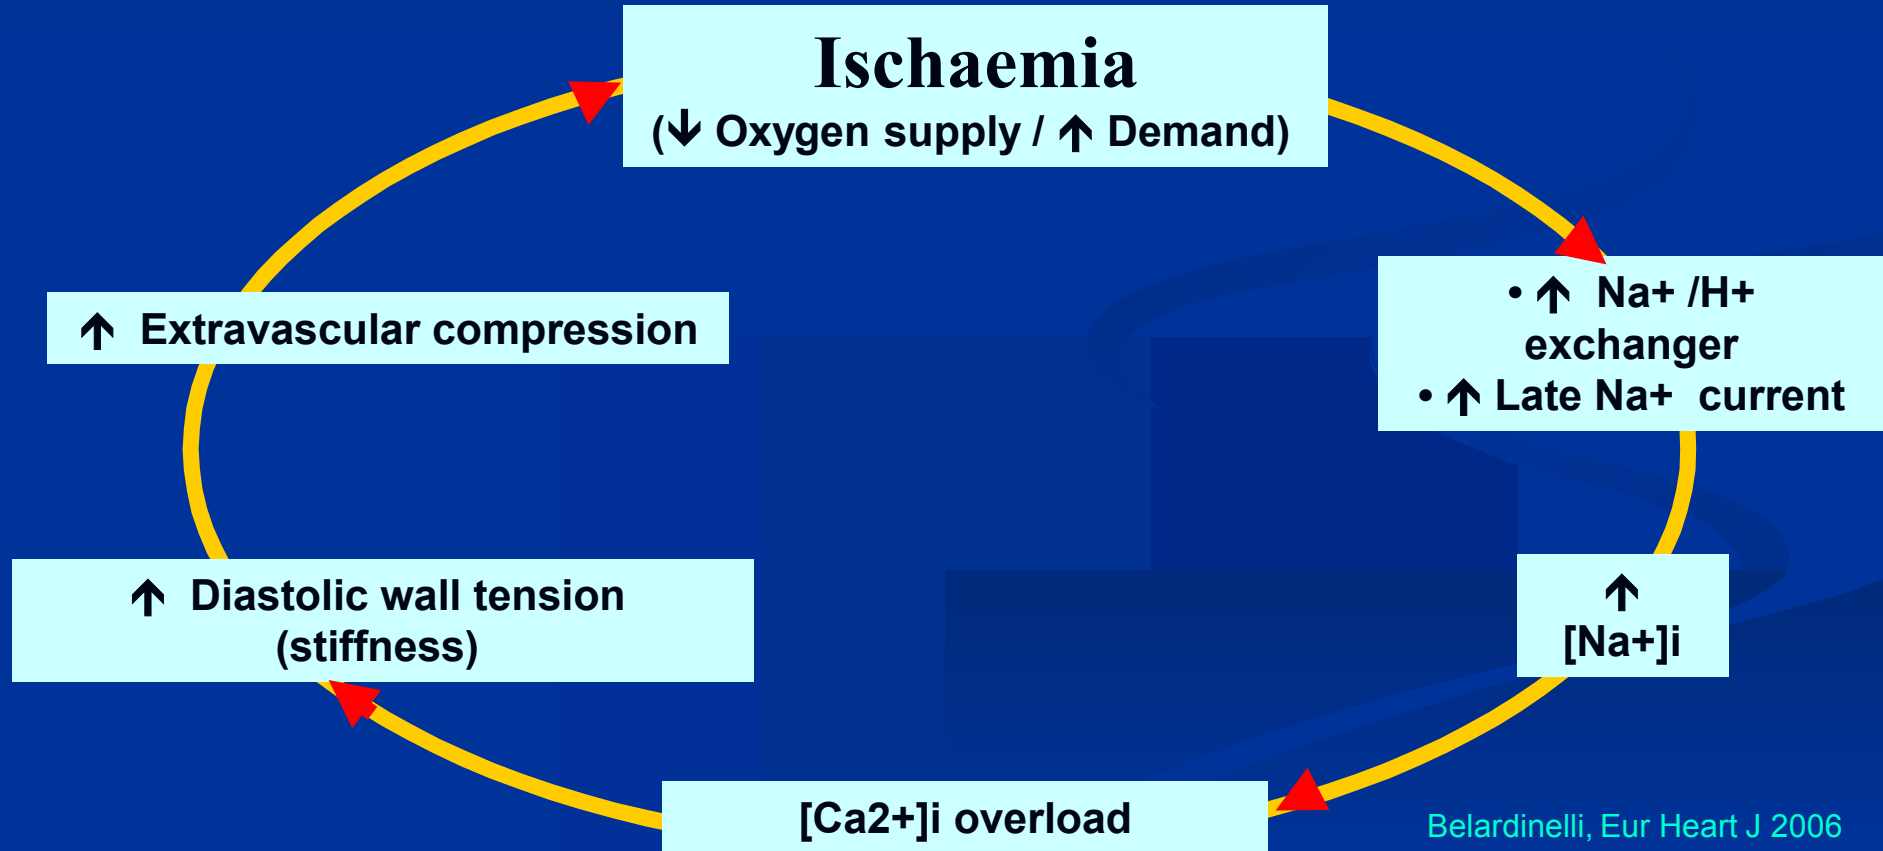 Ischaemia
(↓ Oxygen supply / ↑ Demand)
• ↑ Na+ /H+
exchanger
• ↑ Late Na+ current
↑
[Na+]i
[Ca2+]i overload
↑ Diastolic wall tension
(stiffness)
↑ Extravascular compression
Belardinelli, Eur Heart J 2006